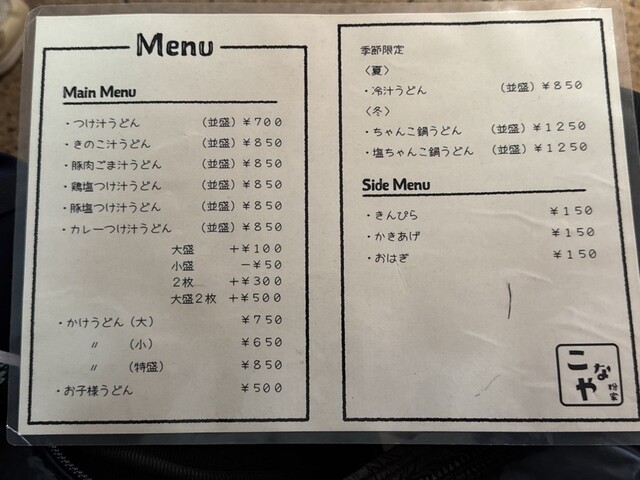 Menu
Main Menu
・つけ汁うどん （並盛）￥７００
・きのこ汁うどん （並盛）￥８５０
・豚肉ごま汁うどん （並盛）￥８５０
・鶏塩つけ汁うどん （並盛）￥８５０
・豚塩つけ汁うどん （並盛）￥８５０
・カレーつけ汁うどん （並盛）￥８５０
大盛 ＋￥１００
小盛 －￥５０
２枚 ＋￥３００
大盛２枚 ＋￥５００
・かけうどん（大） ￥７５０
〃 （小） ￥６５０
〃 （特盛） ￥８５０
・お子様うどん ￥５００
季節限定
〈夏〉
・冷汁うどん （並盛）￥８５０
〈冬〉
・ちゃんこ鍋うどん （並盛）￥１２５０
・塩ちゃんこ鍋うどん （並盛）￥１２５０
Side Menu
・きんぴら ￥１５０
・かきあげ ￥１５０
・おはぎ ￥１５０
こなや
粉家